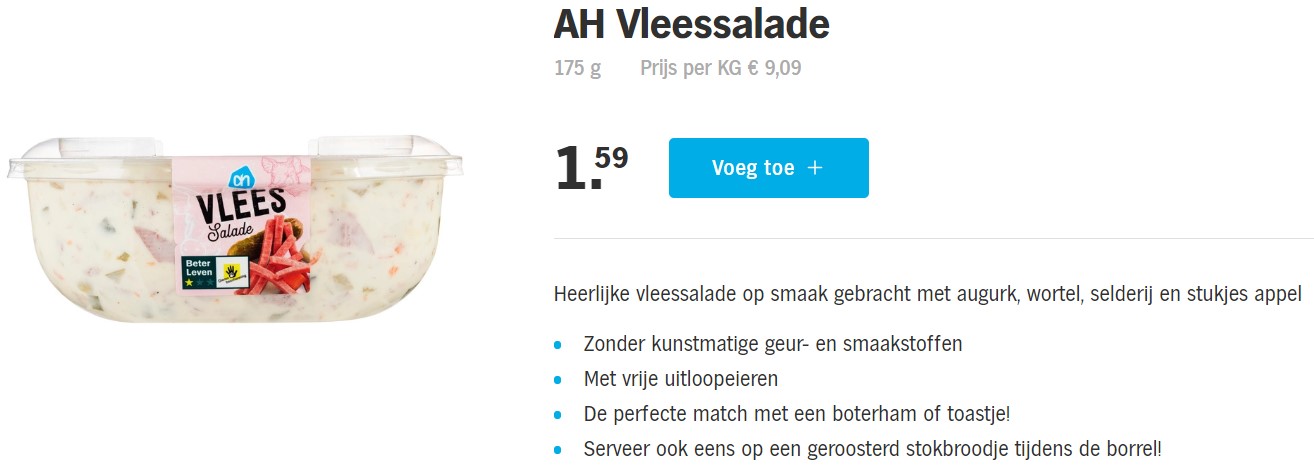 AH Vleessalade
175 g Prijs per KG € 9,09
1.59
Voeg toe +
ah
VLEES
Salade
Beter
Leven
Heerlijke vleessalade op smaak gebracht met augurk, wortel, selderij en stukjes appel
Zonder kunstmatige geur- en smaakstoffen
Met vrije uitloopeieren
De perfecte match met een boterham of toastje!
Serveer ook eens op een geroosterd stokbroodje tijdens de borrel!